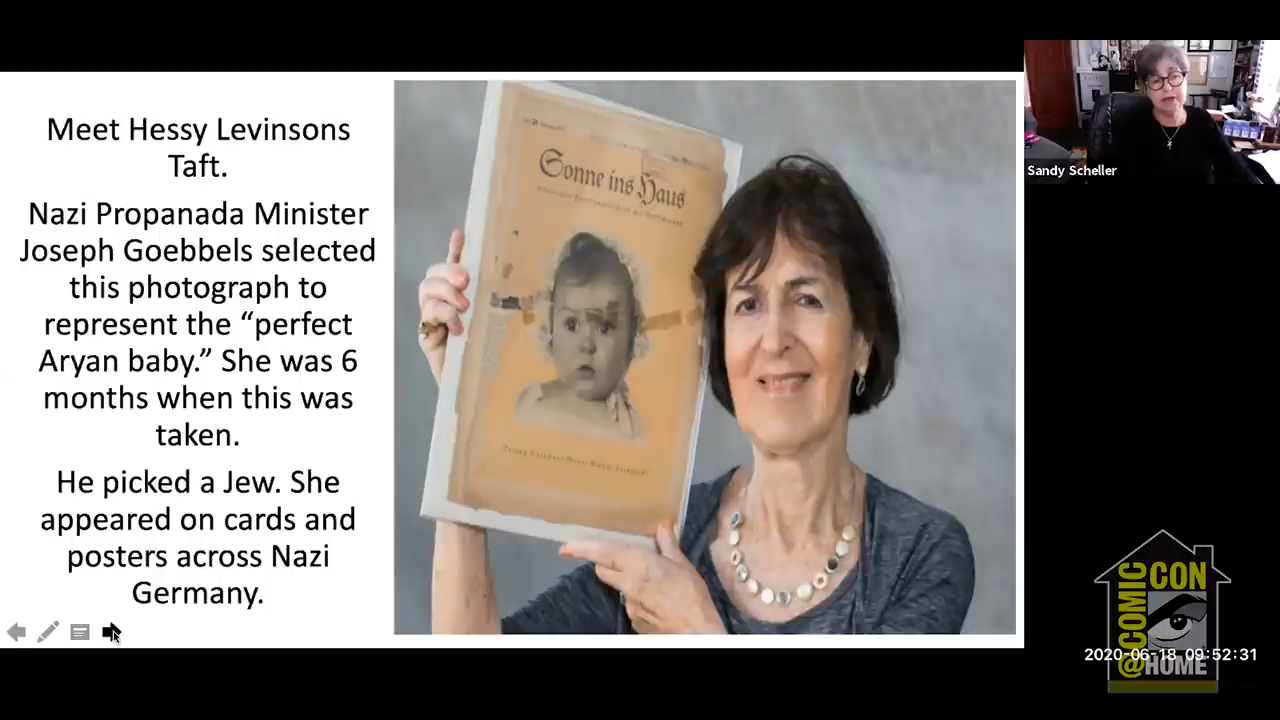 Meet Hessy Levinsons
Taft.
Nazi Propanada Minister
Joseph Goebbels selected
this photograph to
represent the “perfect
Aryan baby.” She was 6
months when this was
taken.
He picked a Jew. She
appeared on cards and
posters across Nazi
Germany.
Sonne ins Haus
Sandy Scheller
@COMIC
CON
HOME
2020-06-18 09:52:31